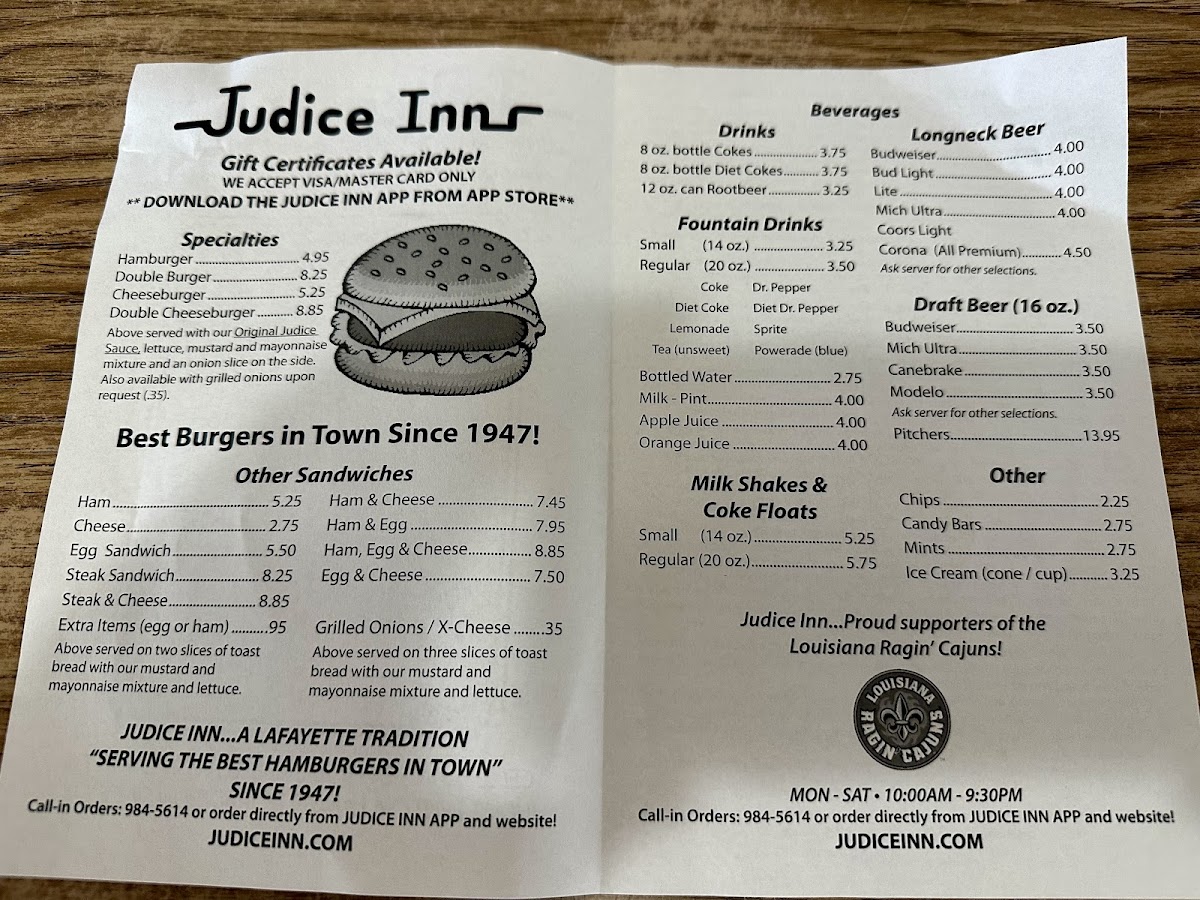 Judice Inn
Gift Certificates Available!
WE ACCEPT VISA/MASTER CARD ONLY
** DOWNLOAD THE JUDICE INN APP FROM APP STORE**
Specialties
Hamburger 4.95
Double Burger 8.25
Cheeseburger 5.25
Double Cheeseburger 8.85
Above served with our Original Judice
Sauce, lettuce, mustard and mayonnaise
mixture and an onion slice on the side.
Also available with grilled onions upon
request (.35).
Best Burgers in Town Since 1947!
Other Sandwiches
Ham 5.25
Cheese 2.75
Egg Sandwich 5.50
Steak Sandwich 8.25
Steak & Cheese 8.85
Extra Items (egg or ham) .95
Above served on two slices of toast
bread with our mustard and
mayonnaise mixture and lettuce.
Ham & Cheese 7.45
Ham & Egg 7.95
Ham, Egg & Cheese 8.85
Egg & Cheese 7.50
Grilled Onions / X-Cheese .35
Above served on three slices of toast
bread with our mustard and
mayonnaise mixture and lettuce.
JUDICE INN...A LAFAYETTE TRADITION
"SERVING THE BEST HAMBURGERS IN TOWN"
SINCE 1947!
Call-in Orders: 984-5614 or order directly from JUDICE INN APP and website!
JUDICEINN.COM
Beverages
Drinks
8 oz. bottle Cokes 3.75
8 oz. bottle Diet Cokes 3.75
12 oz. can Rootbeer 3.25
Fountain Drinks
Small (14 oz.) 3.25
Regular (20 oz.) 3.50
Coke Dr. Pepper
Diet Coke Diet Dr. Pepper
Lemonade Sprite
Tea (unsweet) Powerade (blue)
Bottled Water 2.75
Milk - Pint 4.00
Apple Juice 4.00
Orange Juice 4.00
Milk Shakes &
Coke Floats
Small (14 oz.) 5.25
Regular (20 oz.) 5.75
Longneck Beer
Budweiser 4.00
Bud Light 4.00
Lite 4.00
Mich Ultra 4.00
Coors Light
Corona (All Premium) 4.50
Ask server for other selections.
Draft Beer (16 oz.)
Budweiser 3.50
Mich Ultra 3.50
Canebrake 3.50
Modelo 3.50
Ask server for other selections.
Pitchers 13.95
Other
Chips 2.25
Candy Bars 2.75
Mints 2.75
Ice Cream (cone / cup) 3.25
Judice Inn...Proud supporters of the
Louisiana Ragin' Cajuns!
LOUISIANA
RAGIN' CAJUNS
MON - SAT • 10:00AM - 9:30PM
Call-in Orders: 984-5614 or order directly from JUDICE INN APP and website!
JUDICEINN.COM